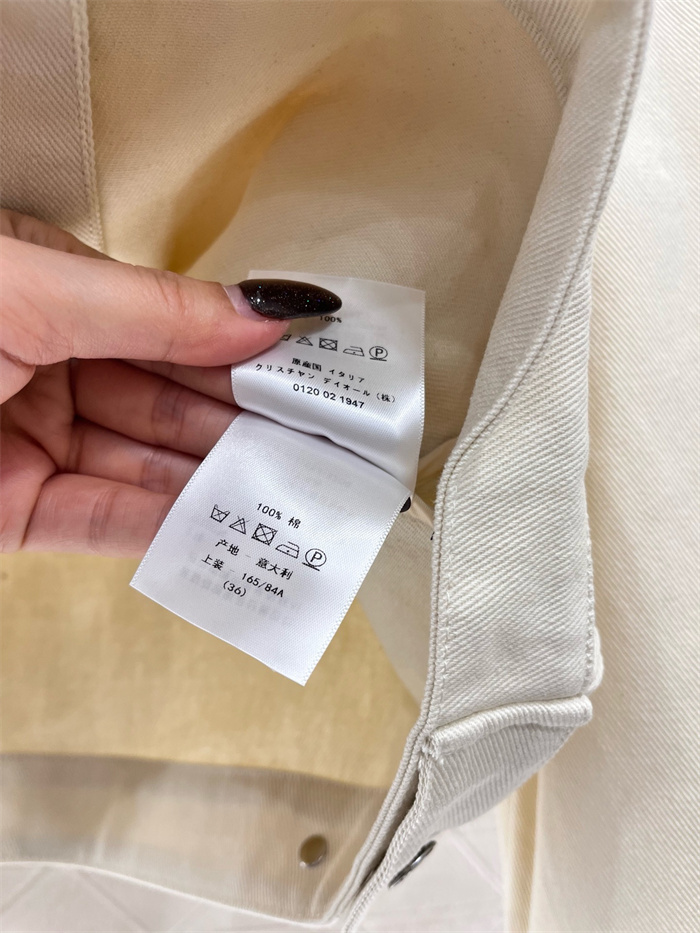 100%
P
原産国 イタリア
クリスチャン ディオール（株）
0120 02 1947
100% 棉
P
产地 - 意大利
上装 : 165/84A
(36)